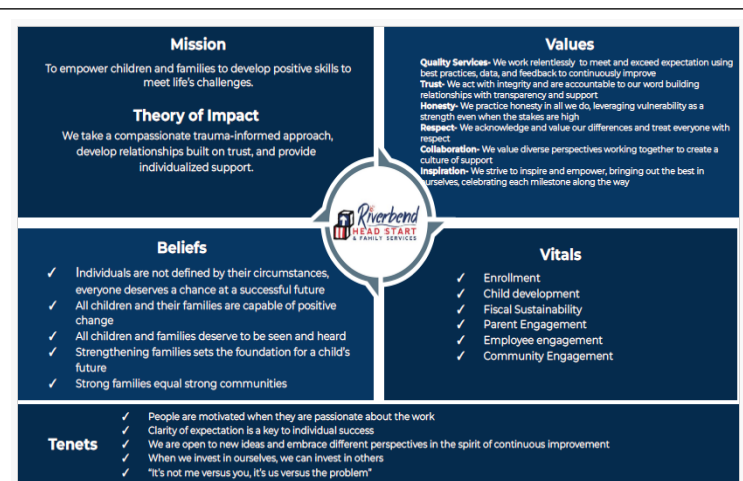 Mission
To empower children and families to develop positive skills to
meet life's challenges.
Theory of Impact
We take a compassionate trauma-informed approach,
develop relationships built on trust, and provide
individualized support.
Values
Quality Services- We work relentlessly to meet and exceed expectation using
best practices, data, and feedback to continuously improve
Trust- We act with integrity and are accountable to our word building
relationships with transparency and support
Honesty- We practice honesty in all we do, leveraging vulnerability as a
strength even when the stakes are high
Respect- We acknowledge and value our differences and treat everyone with
respect
Collaboration- We value diverse perspectives working together to create a
culture of support
Inspiration- We strive to inspire and empower, bringing out the best in
ourselves, celebrating each milestone along the way
Riverbend
HEAD START
& FAMILY SERVICES
Beliefs
✓ Individuals are not defined by their circumstances,
everyone deserves a chance at a successful future
✓ All children and their families are capable of positive
change
✓ All children and families deserve to be seen and heard
✓ Strengthening families sets the foundation for a child's
future
✓ Strong families equal strong communities
Vitals
✓ Enrollment
✓ Child development
✓ Fiscal Sustainability
✓ Parent Engagement
✓ Employee engagement
✓ Community Engagement
Tenets
✓ People are motivated when they are passionate about the work
✓ Clarity of expectation is a key to individual success
✓ We are open to new ideas and embrace different perspectives in the spirit of continuous improvement
✓ When we invest in ourselves, we can invest in others
✓ "It's not me versus you, it's us versus the problem"